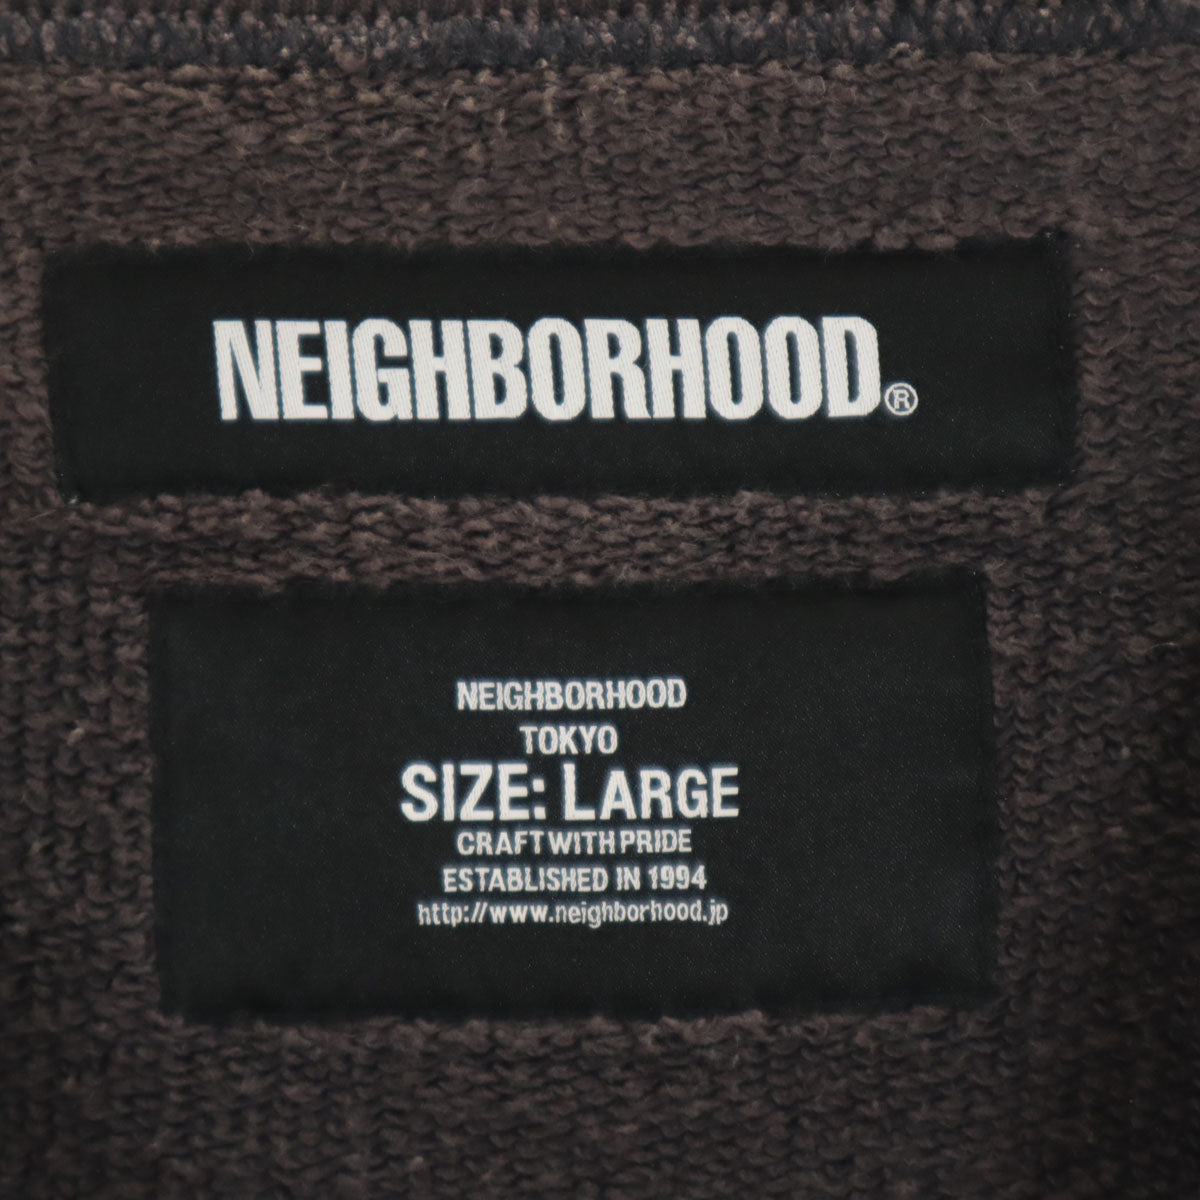 NEIGHBORHOOD®
NEIGHBORHOOD
TOKYO
SIZE: LARGE
CRAFT WITH PRIDE
ESTABLISHED IN 1994
http://www.neighborhood.jp